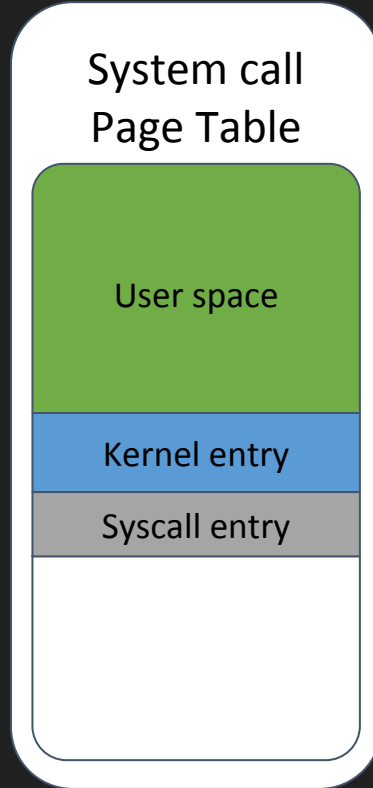 System call
Page Table
User space
Kernel entry
Syscall entry